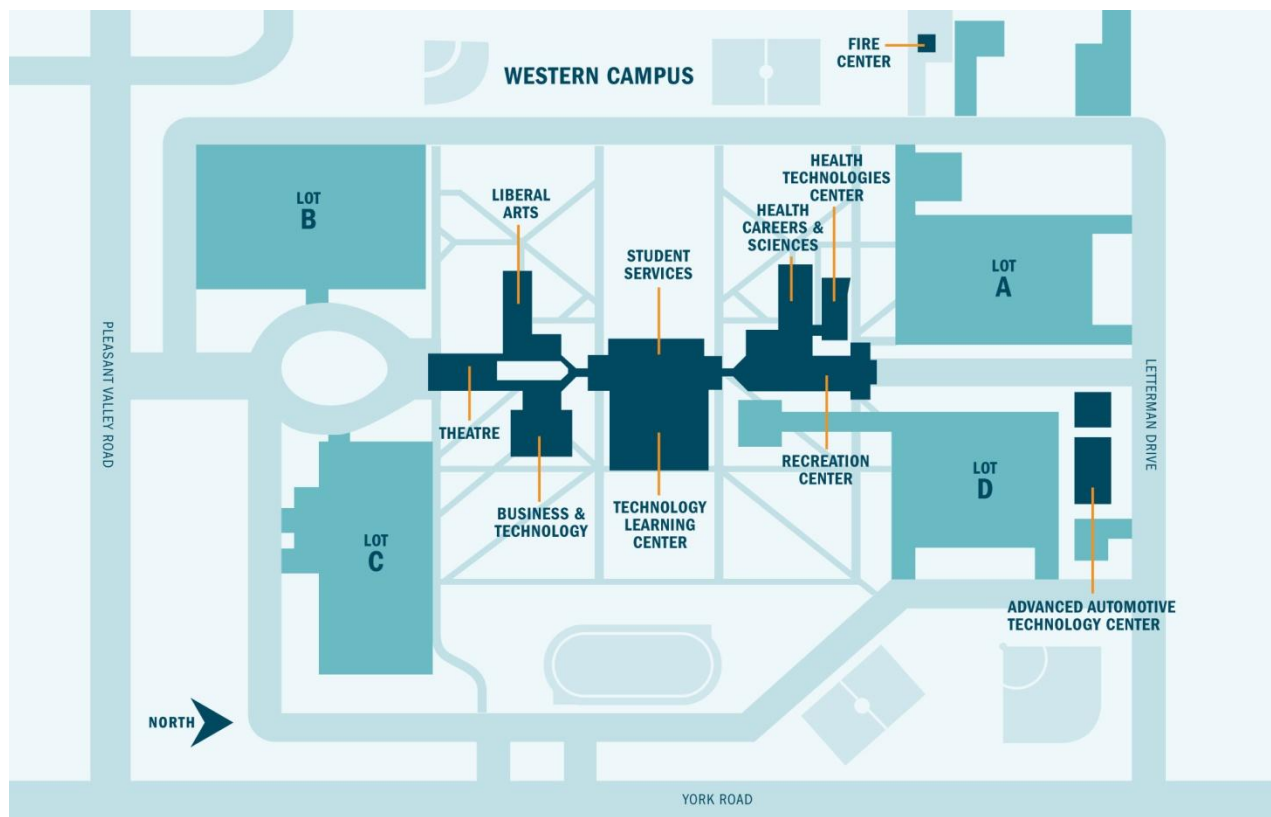 FIRE
CENTER
WESTERN CAMPUS
HEALTH
TECHNOLOGIES
CENTER
LOT
B
LIBERAL
ARTS
HEALTH
CAREERS &
SCIENCES
STUDENT
SERVICES
LOT
A
PLEASANT VALLEY ROAD
LETTERMAN DRIVE
THEATRE
RECREATION
CENTER
LOT
D
BUSINESS &
TECHNOLOGY
TECHNOLOGY
LEARNING
CENTER
LOT
C
ADVANCED AUTOMOTIVE
TECHNOLOGY CENTER
NORTH
YORK ROAD